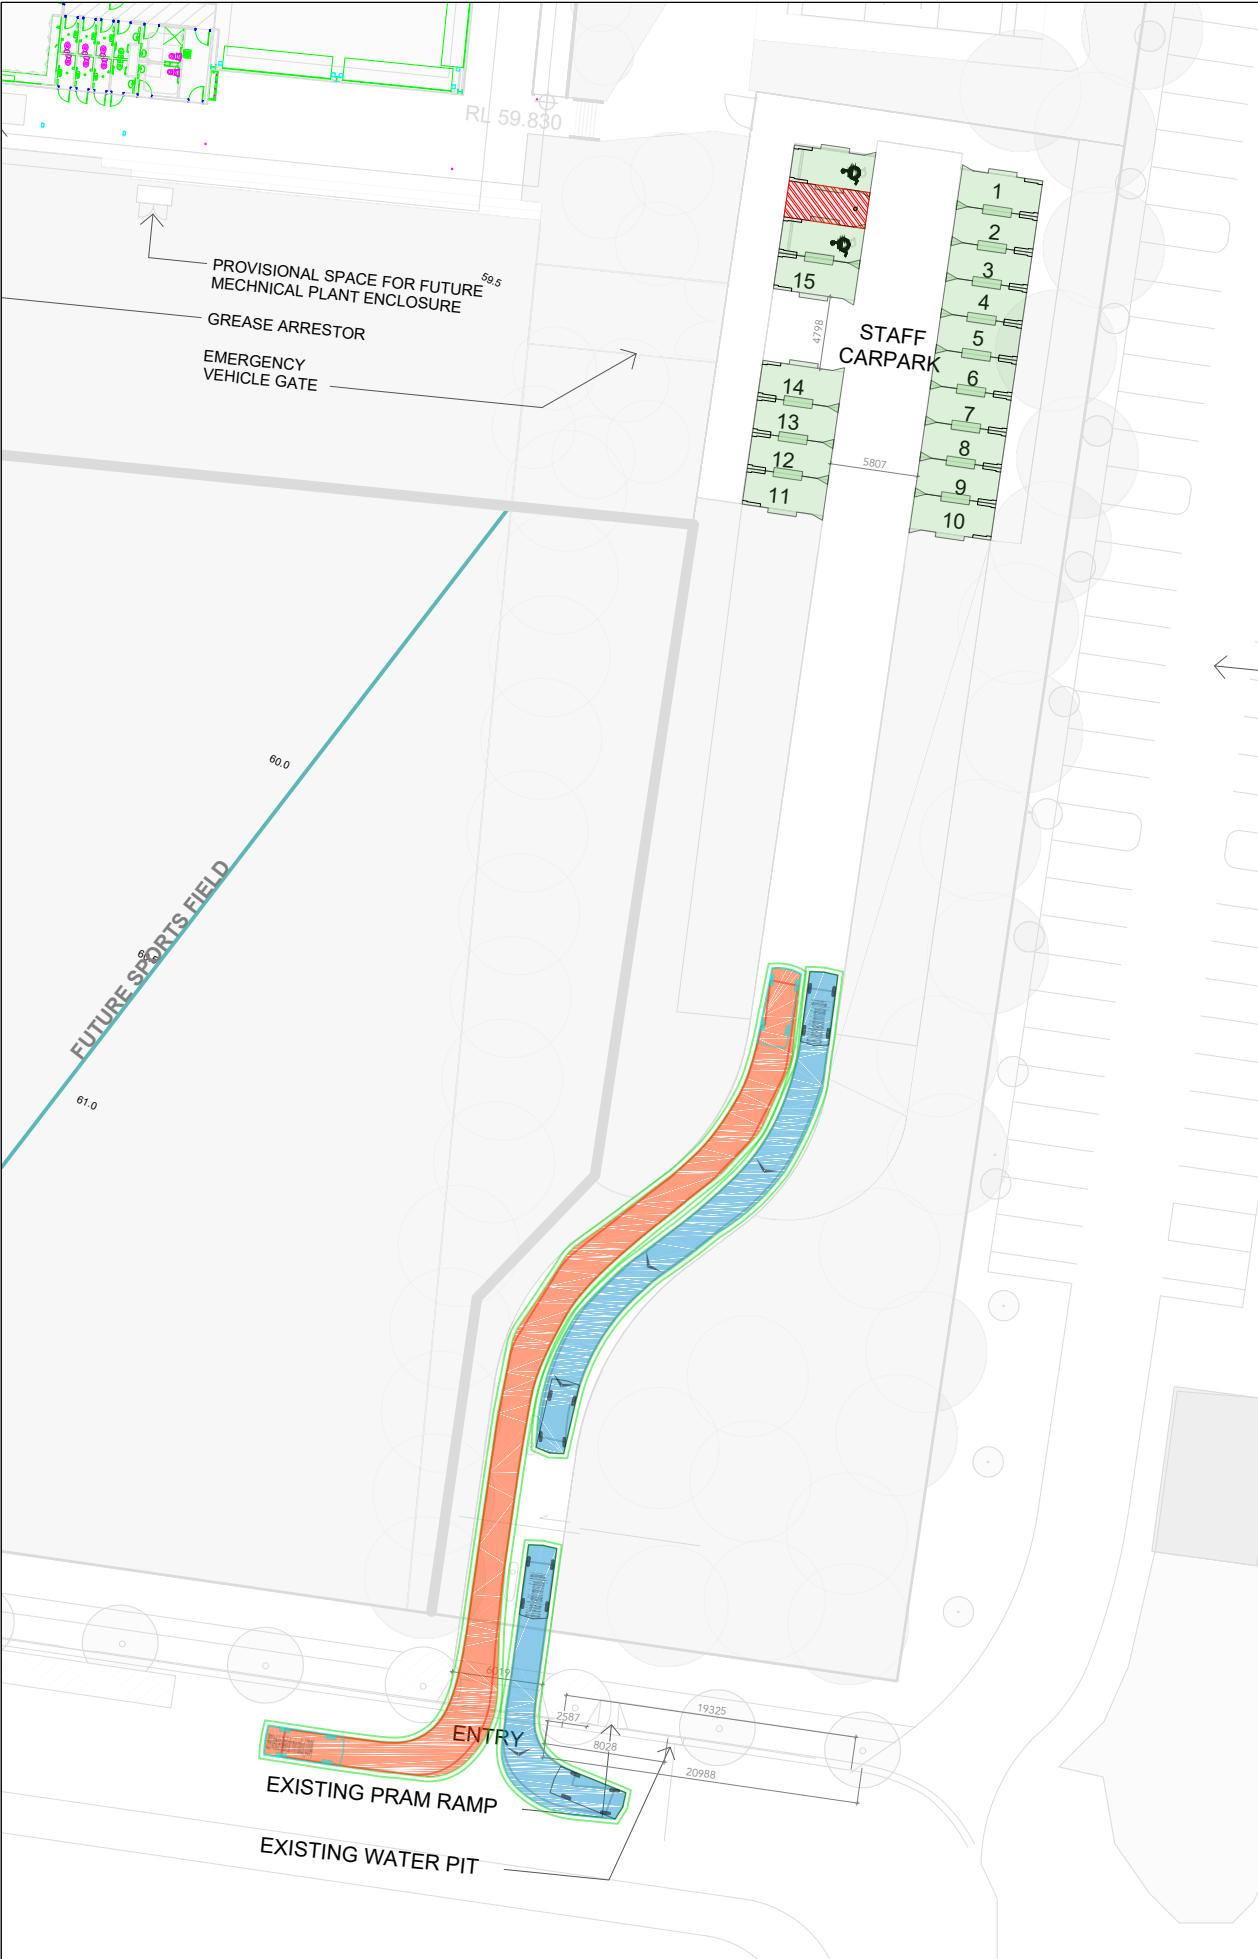 RL 59.830
PROVISIONAL SPACE FOR FUTURE
MECHNICAL PLANT ENCLOSURE
59.5
GREASE ARRESTOR
EMERGENCY
VEHICLE GATE
1
2
3
4
5
6
7
8
9
10
15
4798
STAFF
CARPARK
14
13
12
11
5807
60.0
FUTURE SPORTS FIELD
61.0
6019
ENTRY
2587
8028
19325
20988
EXISTING PRAM RAMP
EXISTING WATER PIT